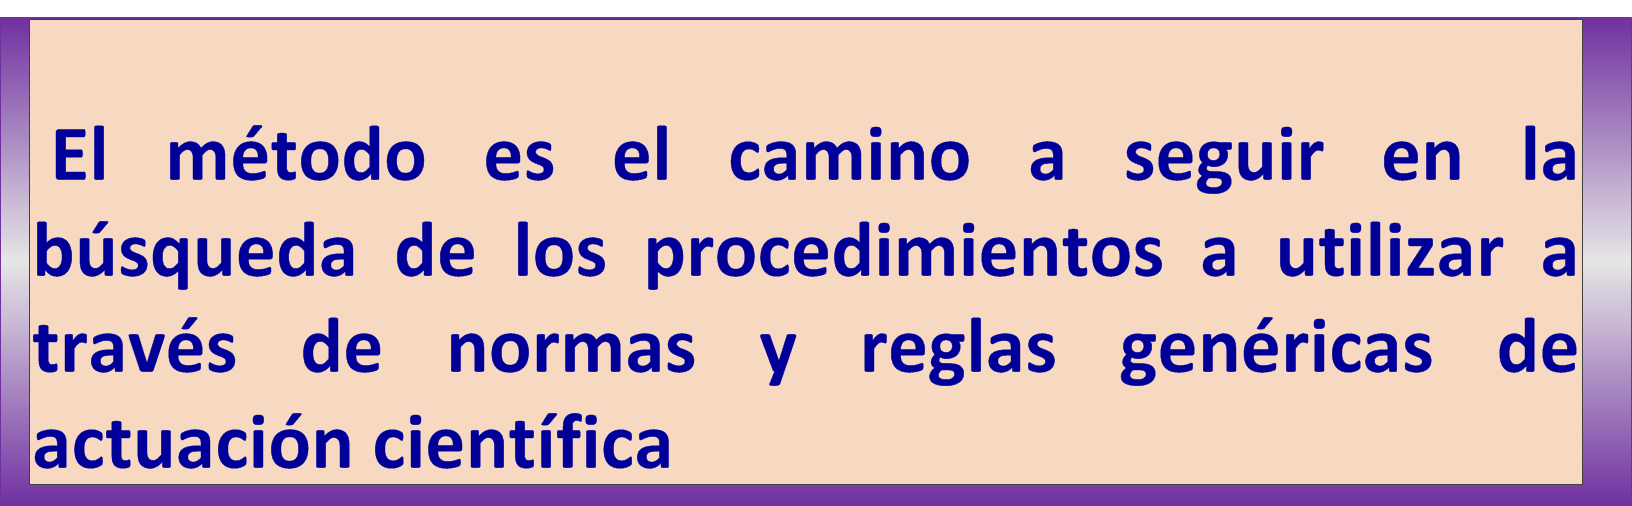 El método es el camino a seguir en la
búsqueda de los procedimientos a utilizar a
través de normas y reglas genéricas de
actuación científica